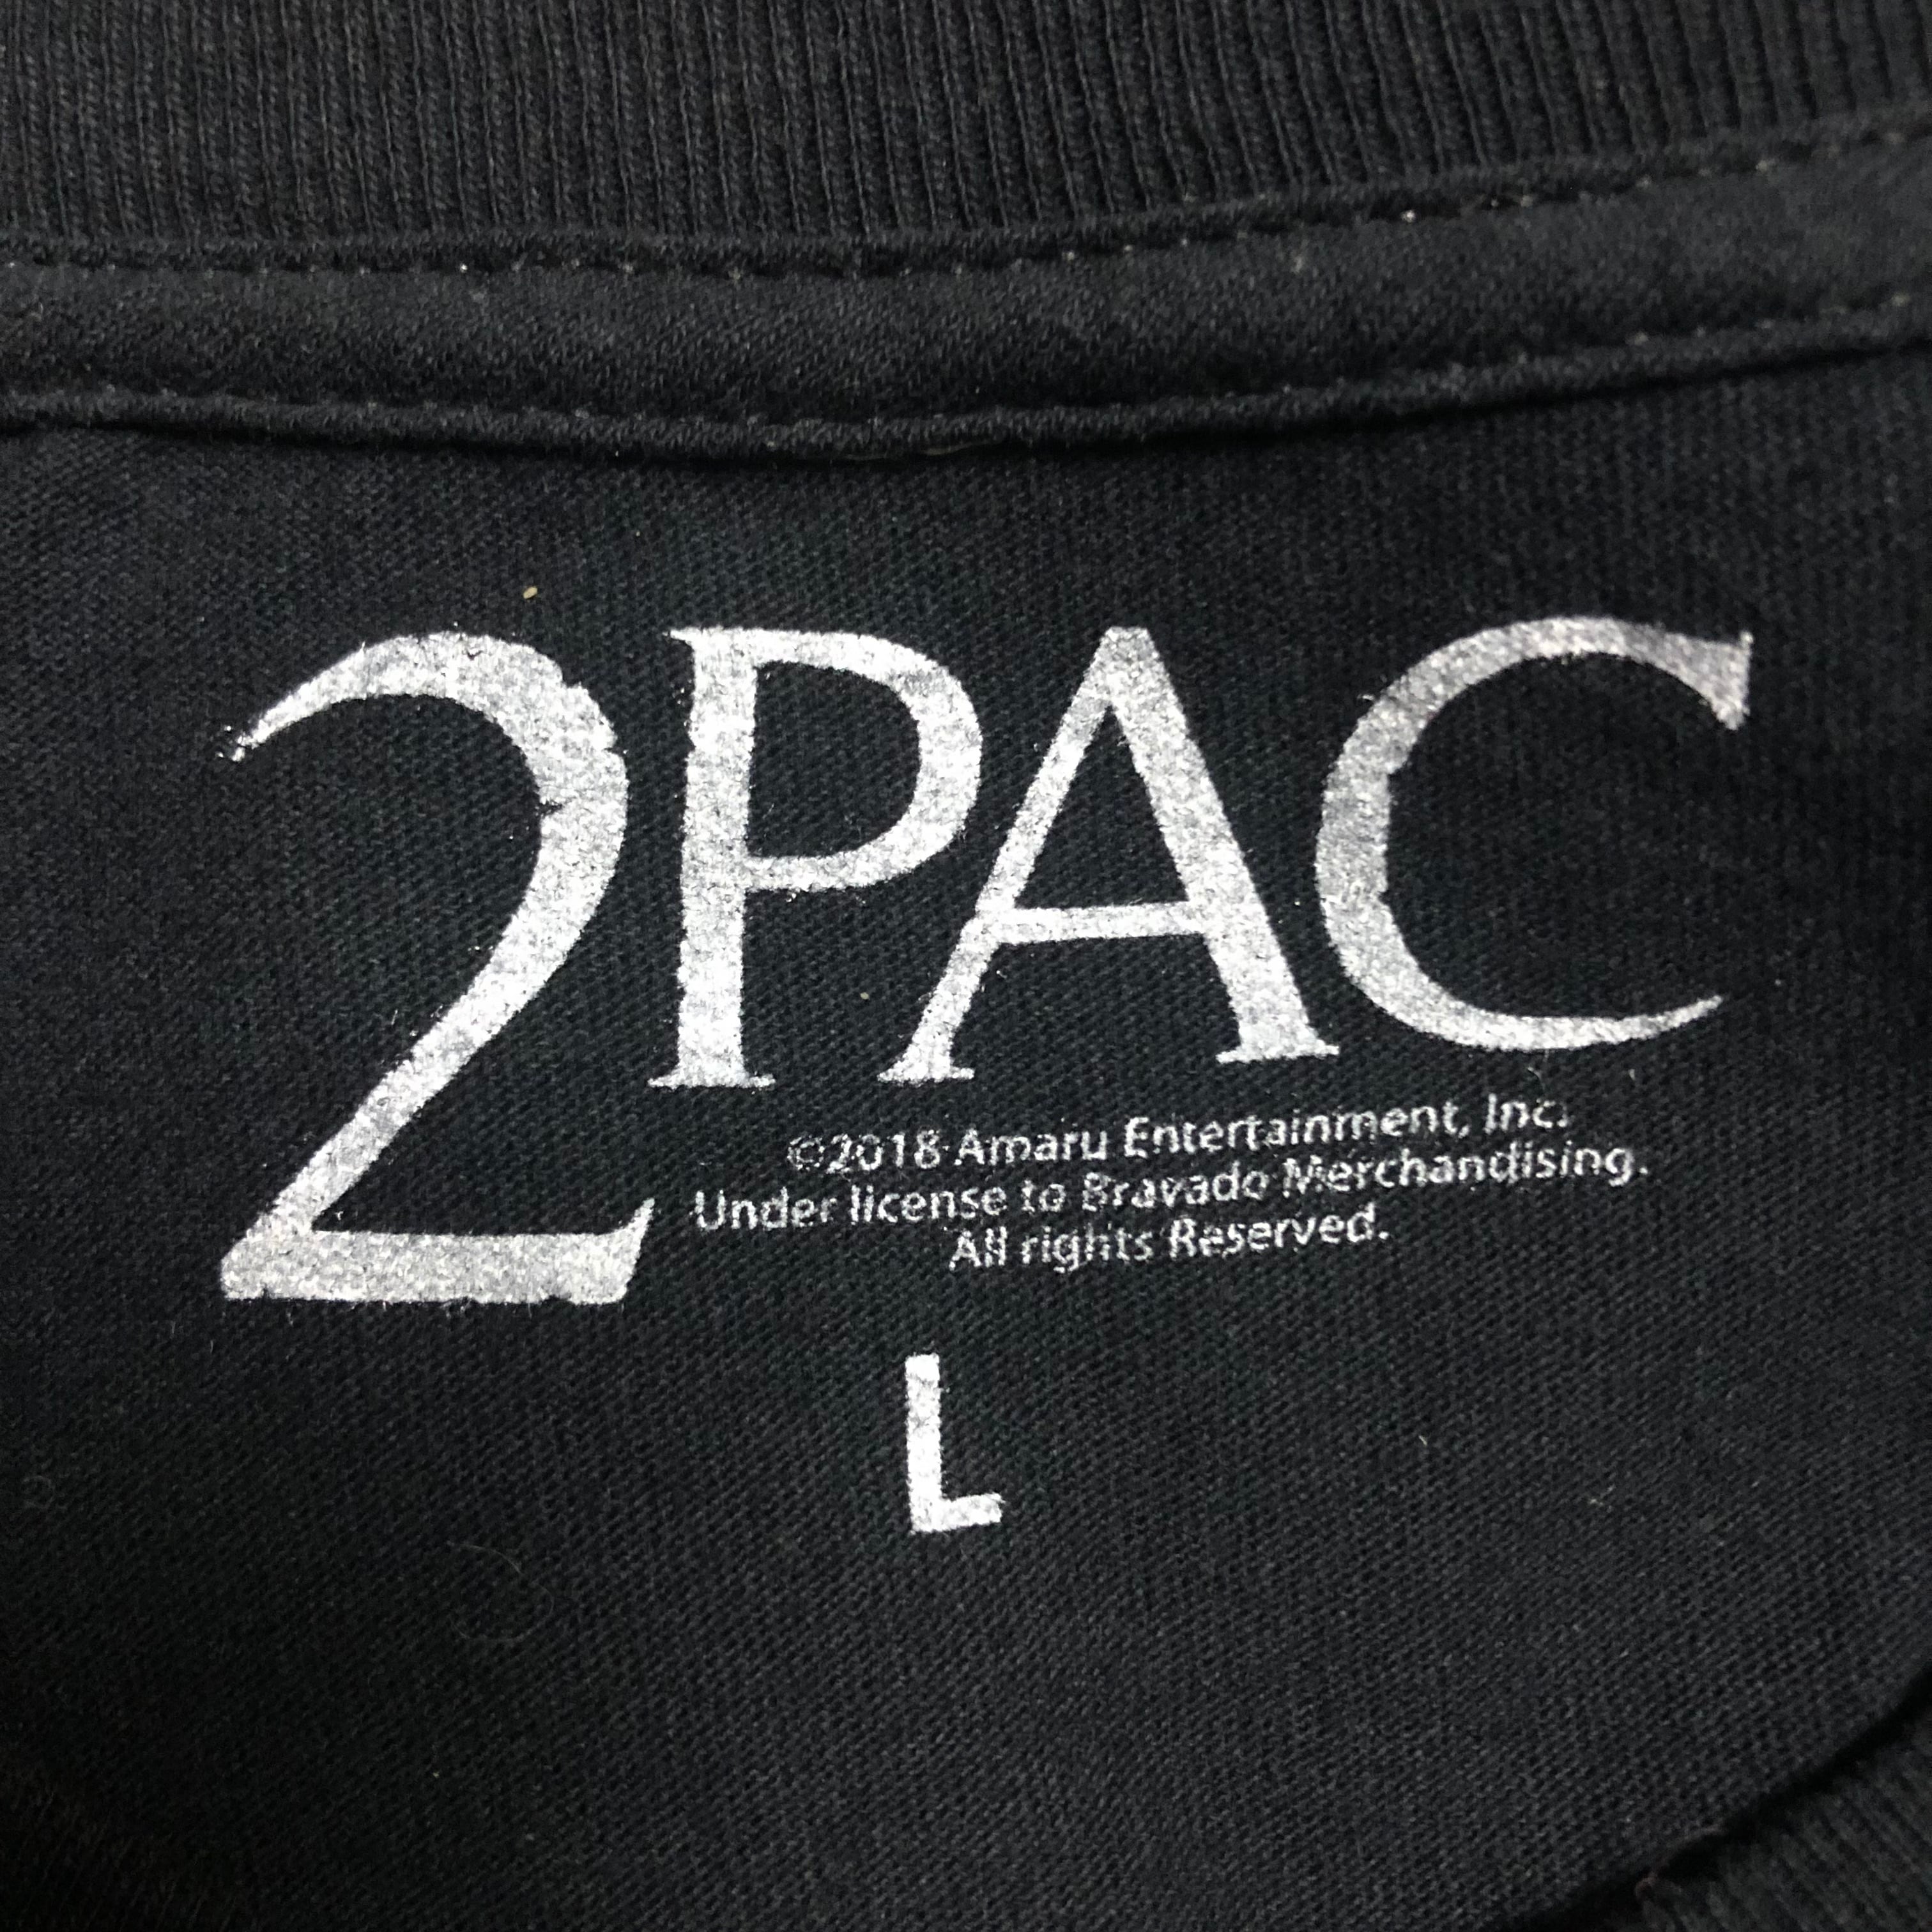 2PAC
©2018 Amaru Entertainment, Inc.
Under license to Bravado Merchandising.
All rights Reserved.
L